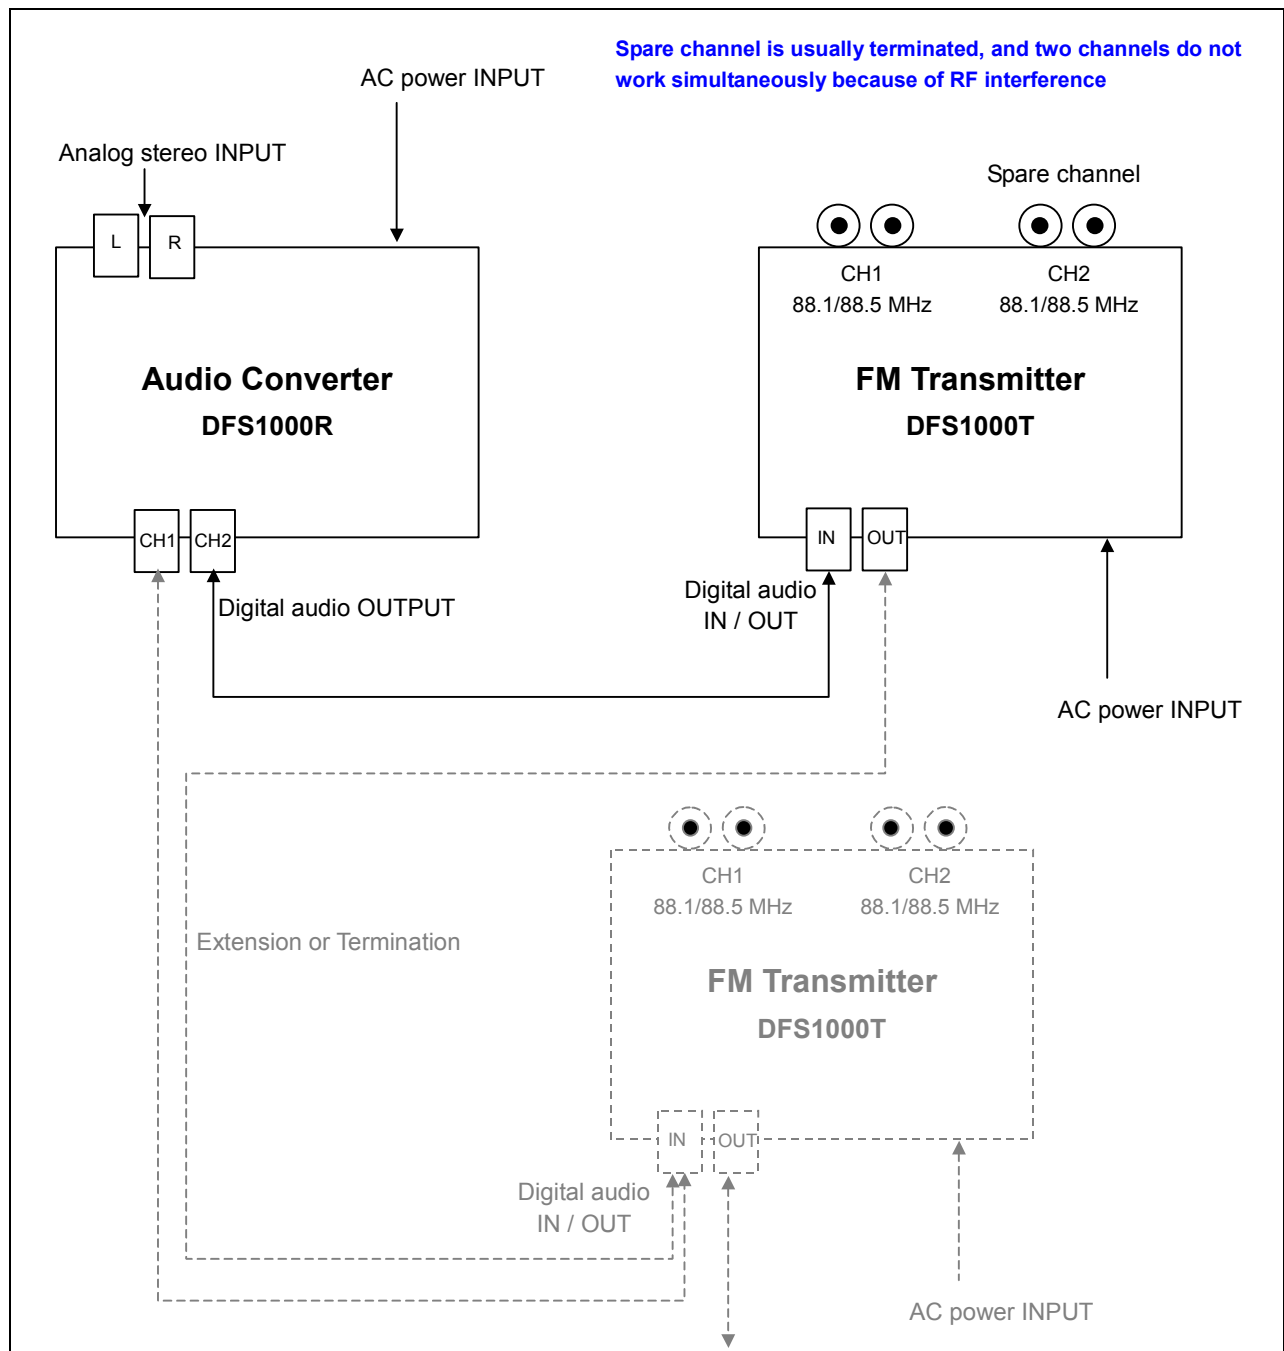 Spare channel is usually terminated, and two channels do not
work simultaneously because of RF interference
AC power INPUT
Analog stereo INPUT
Spare channel
L
R
CH1
CH2
88.1/88.5 MHz
88.1/88.5 MHz
Audio Converter
DFS1000R
FM Transmitter
DFS1000T
CH1
CH2
IN
OUT
Digital audio OUTPUT
Digital audio
IN / OUT
AC power INPUT
CH1
CH2
88.1/88.5 MHz
88.1/88.5 MHz
Extension or Termination
FM Transmitter
DFS1000T
IN
OUT
Digital audio
IN / OUT
AC power INPUT